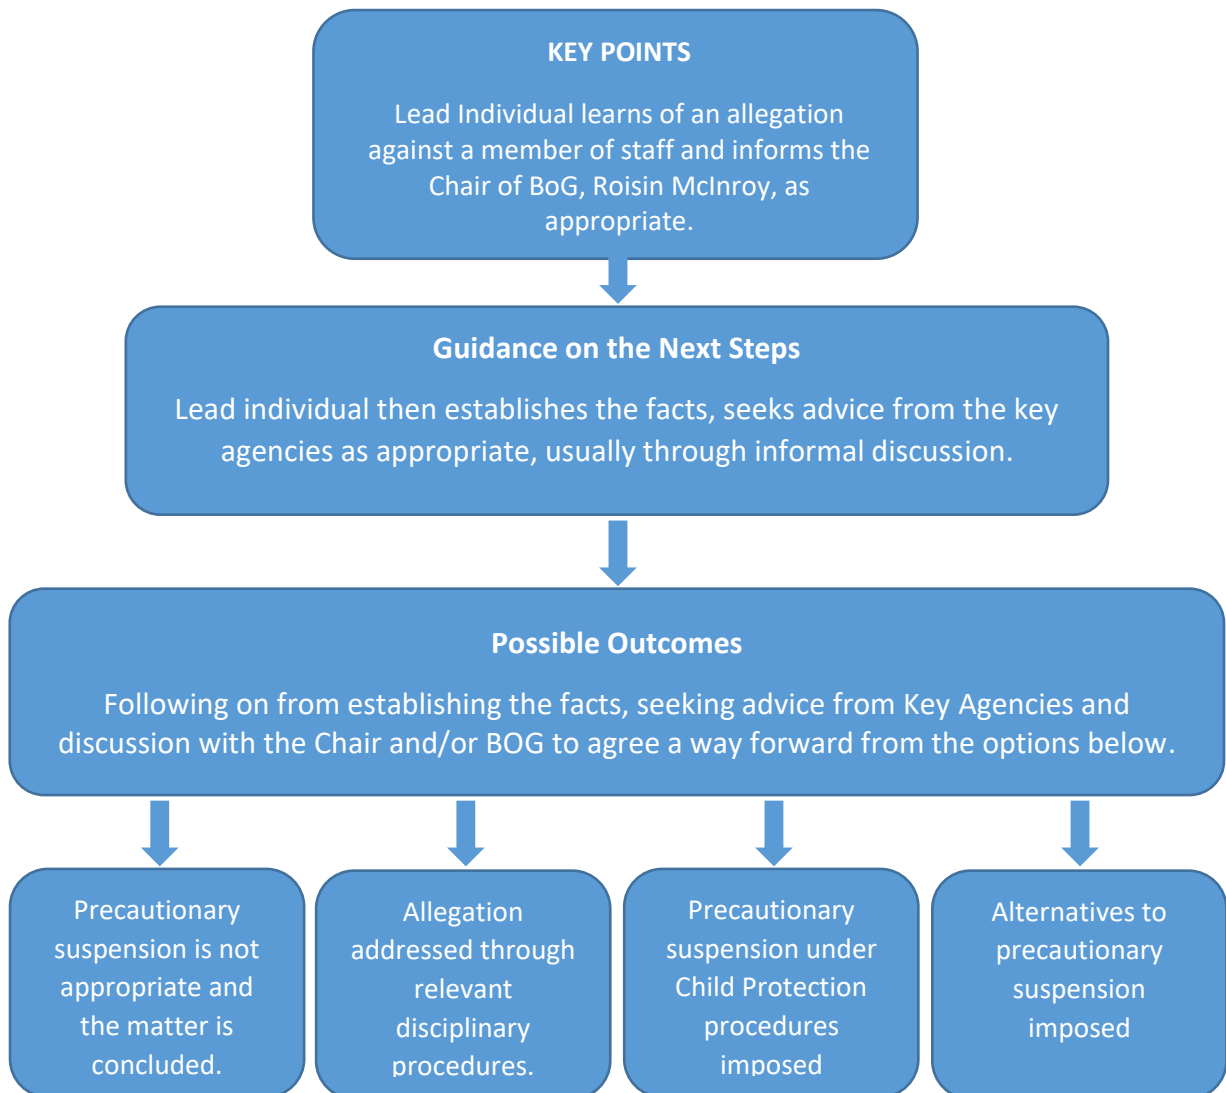 KEY POINTS
Lead Individual learns of an allegation
against a member of staff and informs the
Chair of BoG, Roisin McInroy, as
appropriate.
Guidance on the Next Steps
Lead individual then establishes the facts, seeks advice from the key
agencies as appropriate, usually through informal discussion.
Possible Outcomes
Following on from establishing the facts, seeking advice from Key Agencies and
discussion with the Chair and/or BOG to agree a way forward from the options below.
Precautionary
suspension is not
appropriate and
the matter is
concluded.
Allegation
addressed through
relevant
disciplinary
procedures.
Precautionary
suspension under
Child Protection
procedures
imposed
Alternatives to
precautionary
suspension
imposed